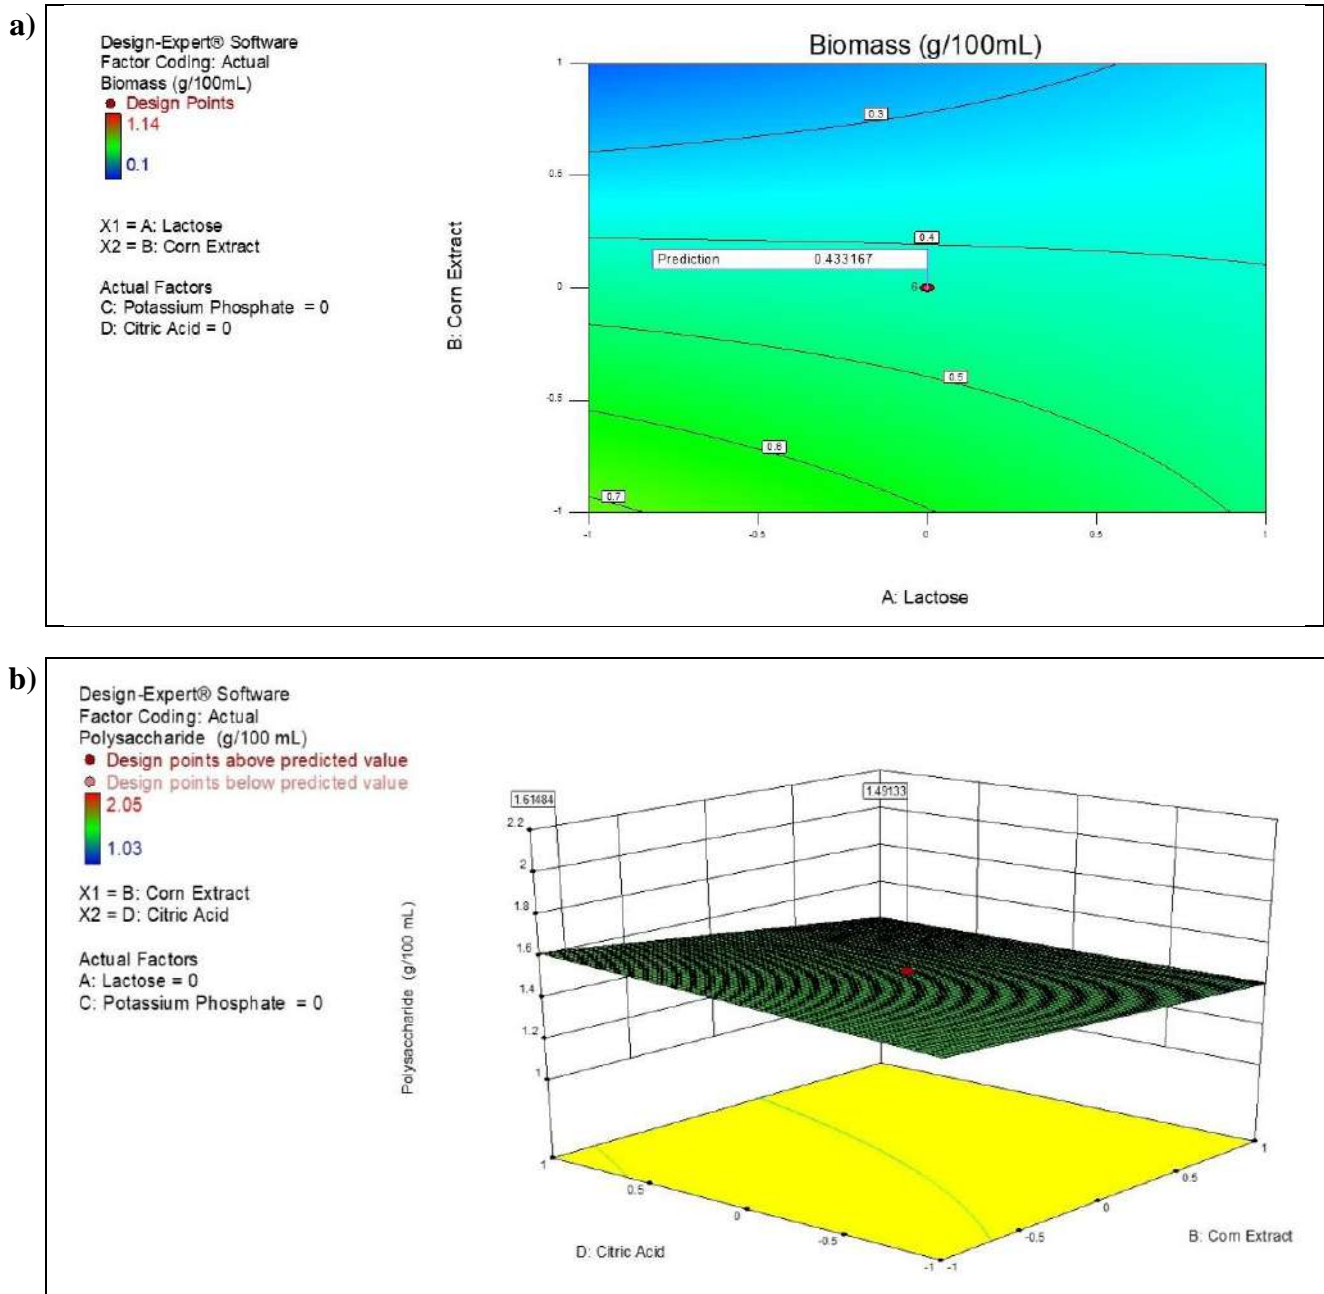 a)
Design-Expert® Software
Factor Coding: Actual
Biomass (g/100mL)
Design Points
1.14
0.1
X1 = A: Lactose
X2 = B: Corn Extract
Actual Factors
C: Potassium Phosphate = 0
D: Citric Acid = 0
Biomass (g/100mL)
B: Corn Extract
1
0.5
0
-0.5
-1
0.3
0.4
Prediction 0.433167
6
0.5
0.6
0.7
-1 -0.5 0 0.5 1
A: Lactose
b)
Design-Expert® Software
Factor Coding: Actual
Polysaccharide (g/100 mL)
Design points above predicted value
Design points below predicted value
2.05
1.03
X1 = B: Corn Extract
X2 = D: Citric Acid
Actual Factors
A: Lactose = 0
C: Potassium Phosphate = 0
Polysaccharide (g/100 mL)
1.61484
1.49133
2.2
2
1.8
1.6
1.4
1.2
1
1
0.5
0
-0.5
-1
-1
-0.5
0
0.5
1
D: Citric Acid
B: Corn Extract